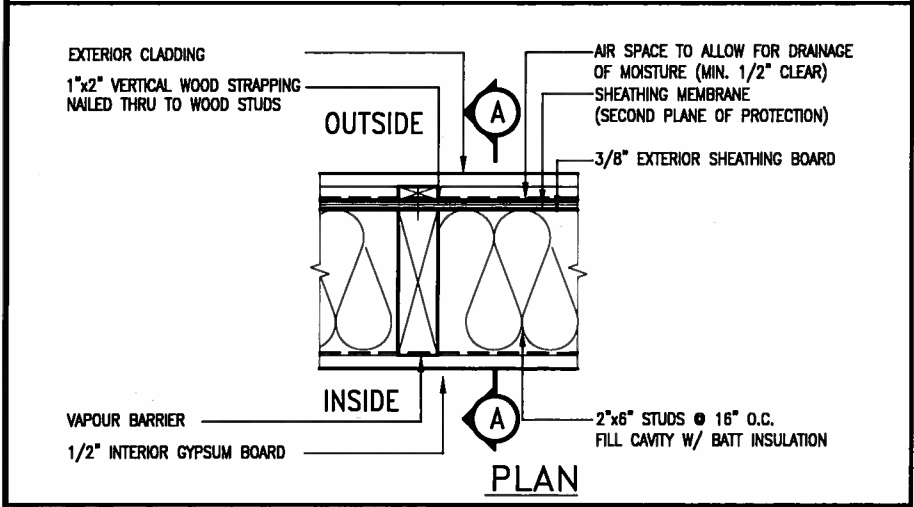 EXTERIOR CLADDING
1"x2" VERTICAL WOOD STRAPPING
NAILED THRU TO WOOD STUDS
OUTSIDE
A
AIR SPACE TO ALLOW FOR DRAINAGE
OF MOISTURE (MIN. 1/2" CLEAR)
SHEATHING MEMBRANE
(SECOND PLANE OF PROTECTION)
3/8" EXTERIOR SHEATHING BOARD
INSIDE
A
VAPOUR BARRIER
1/2" INTERIOR GYPSUM BOARD
2"x6" STUDS @ 16" O.C.
FILL CAVITY W/ BATT INSULATION
PLAN